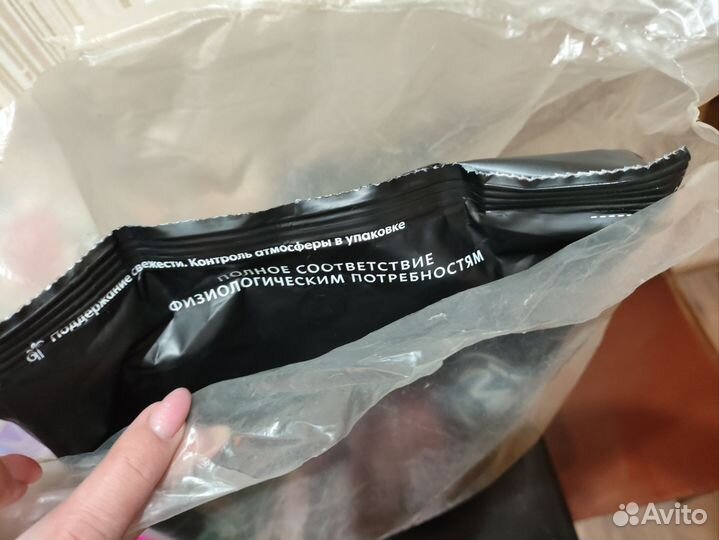 Поддержание свежести. Контроль атмосферы в упаковке
ПОЛНОЕ СООТВЕТСТВИЕ
ФИЗИОЛОГИЧЕСКИМ ПОТРЕБНОСТЯМ
Avito